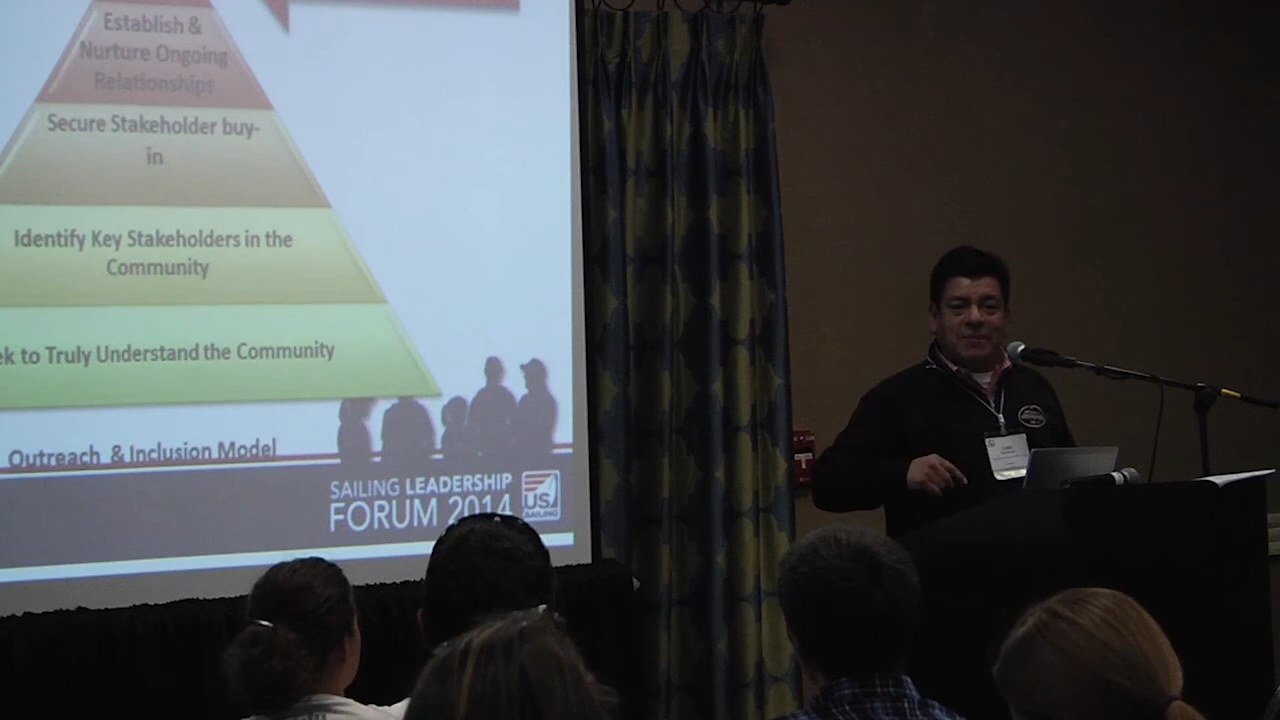 Establish &
Nurture Ongoing
Relationships
Secure Stakeholder buy-
in
Identify Key Stakeholders in the
Community
ek to Truly Understand the Community
Outreach & Inclusion Model
SAILING LEADERSHIP
FORUM 2014
US
SAILING